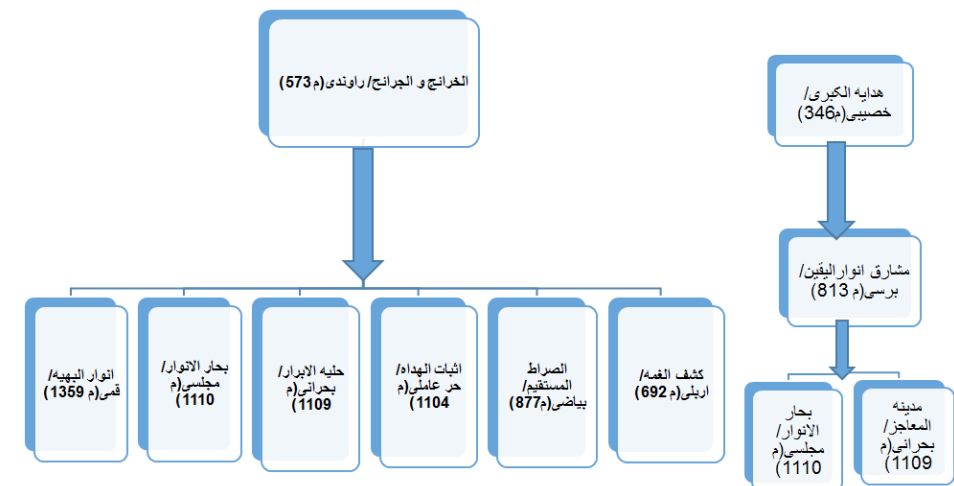 هدایه الکبری/
خصیبی(م346)
مشارق انوارالیقین/
برسی(م 813)
مدینه
المعاجز/
بحرانی(م
1109)
بحار
الانوار/
مجلسی(م
1110)
الخرائج و الجرائح/ راوندی(م 573)
کشف الغمه/
اربلی(م 692)
الصراط
المستقیم/
بیاضی(م877)
اثبات الهداه/
حر عاملی(م
1104)
حلیه الابرار/
بحرانی(م
1109)
بحار الانوار/
مجلسی(م
1110)
انوار البهیه/
قمی(م 1359)